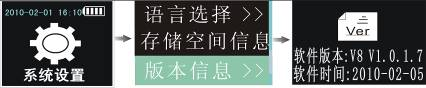 2010-02-01 16:10
系统设置
语言选择 >>
存储空间信息
版本信息 >>
Ver
软件版本:V8 V1.0.1.7
软件时间:2010-02-05